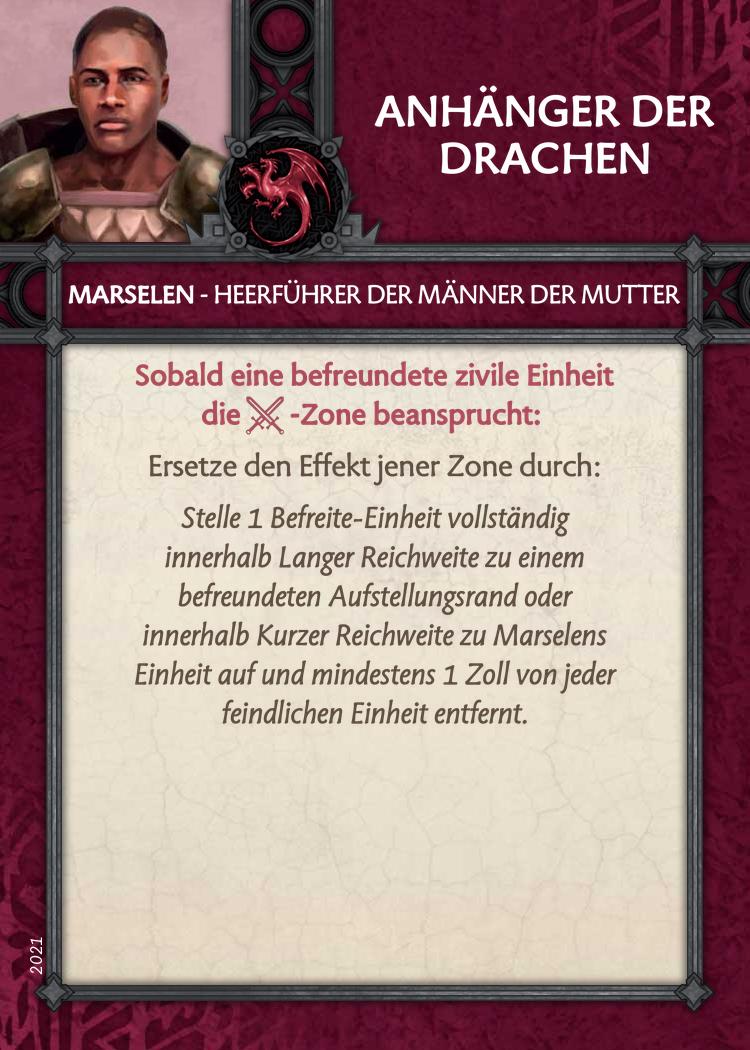 ANHÄNGER DER
DRACHEN
MARSELEN - HEERFÜHRER DER MÄNNER DER MUTTER
Sobald eine befreundete zivile Einheit
die -Zone beansprucht:
Ersetze den Effekt jener Zone durch:
Stelle 1 Befreite-Einheit vollständig
innerhalb Langer Reichweite zu einem
befreundeten Aufstellungsrand oder
innerhalb Kurzer Reichweite zu Marselens
Einheit auf und mindestens 1 Zoll von jeder
feindlichen Einheit entfernt.
2021